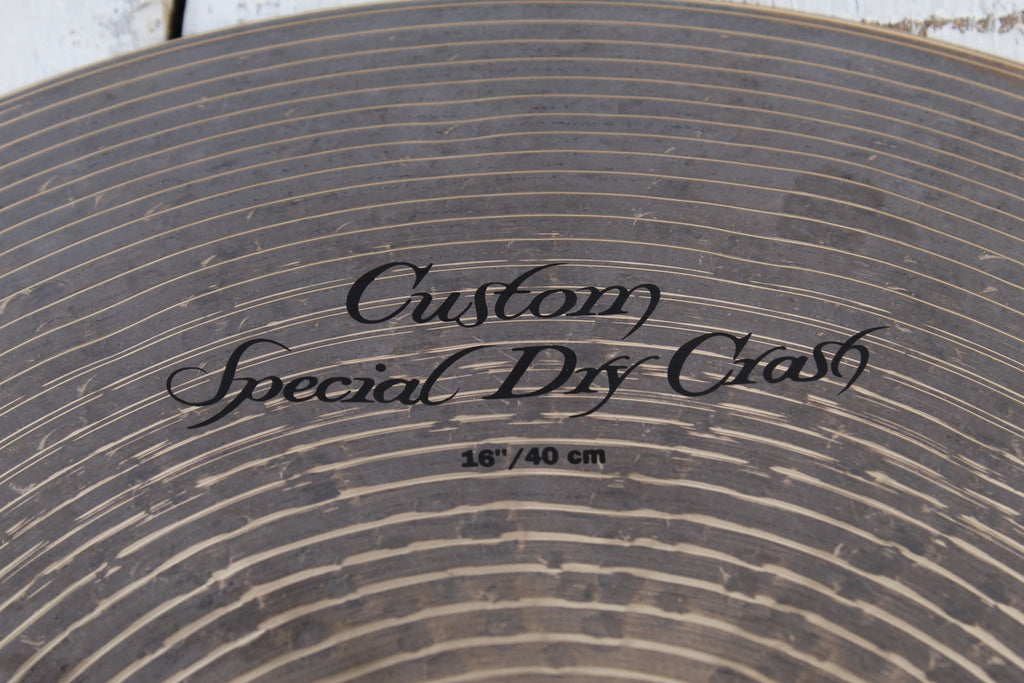 Custom
Special Dry Crash
16"/40 cm